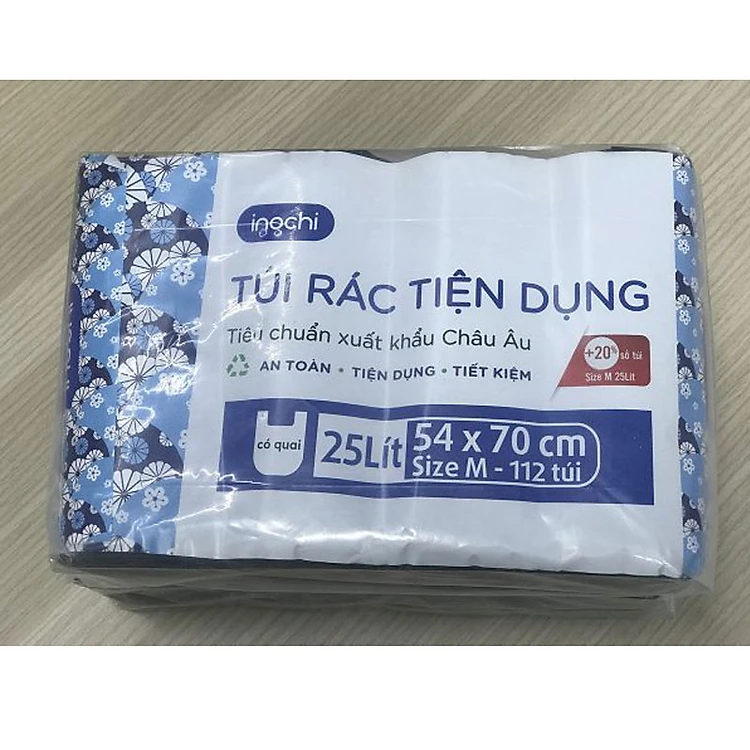 inochi
TÚI RÁC TIỆN DỤNG
Tiêu chuẩn xuất khẩu Châu Âu
AN TOÀN • TIỆN DỤNG • TIẾT KIỆM
+20% số túi
Size M 25Lít
có quai
25Lít
54 x 70 cm
Size M - 112 túi